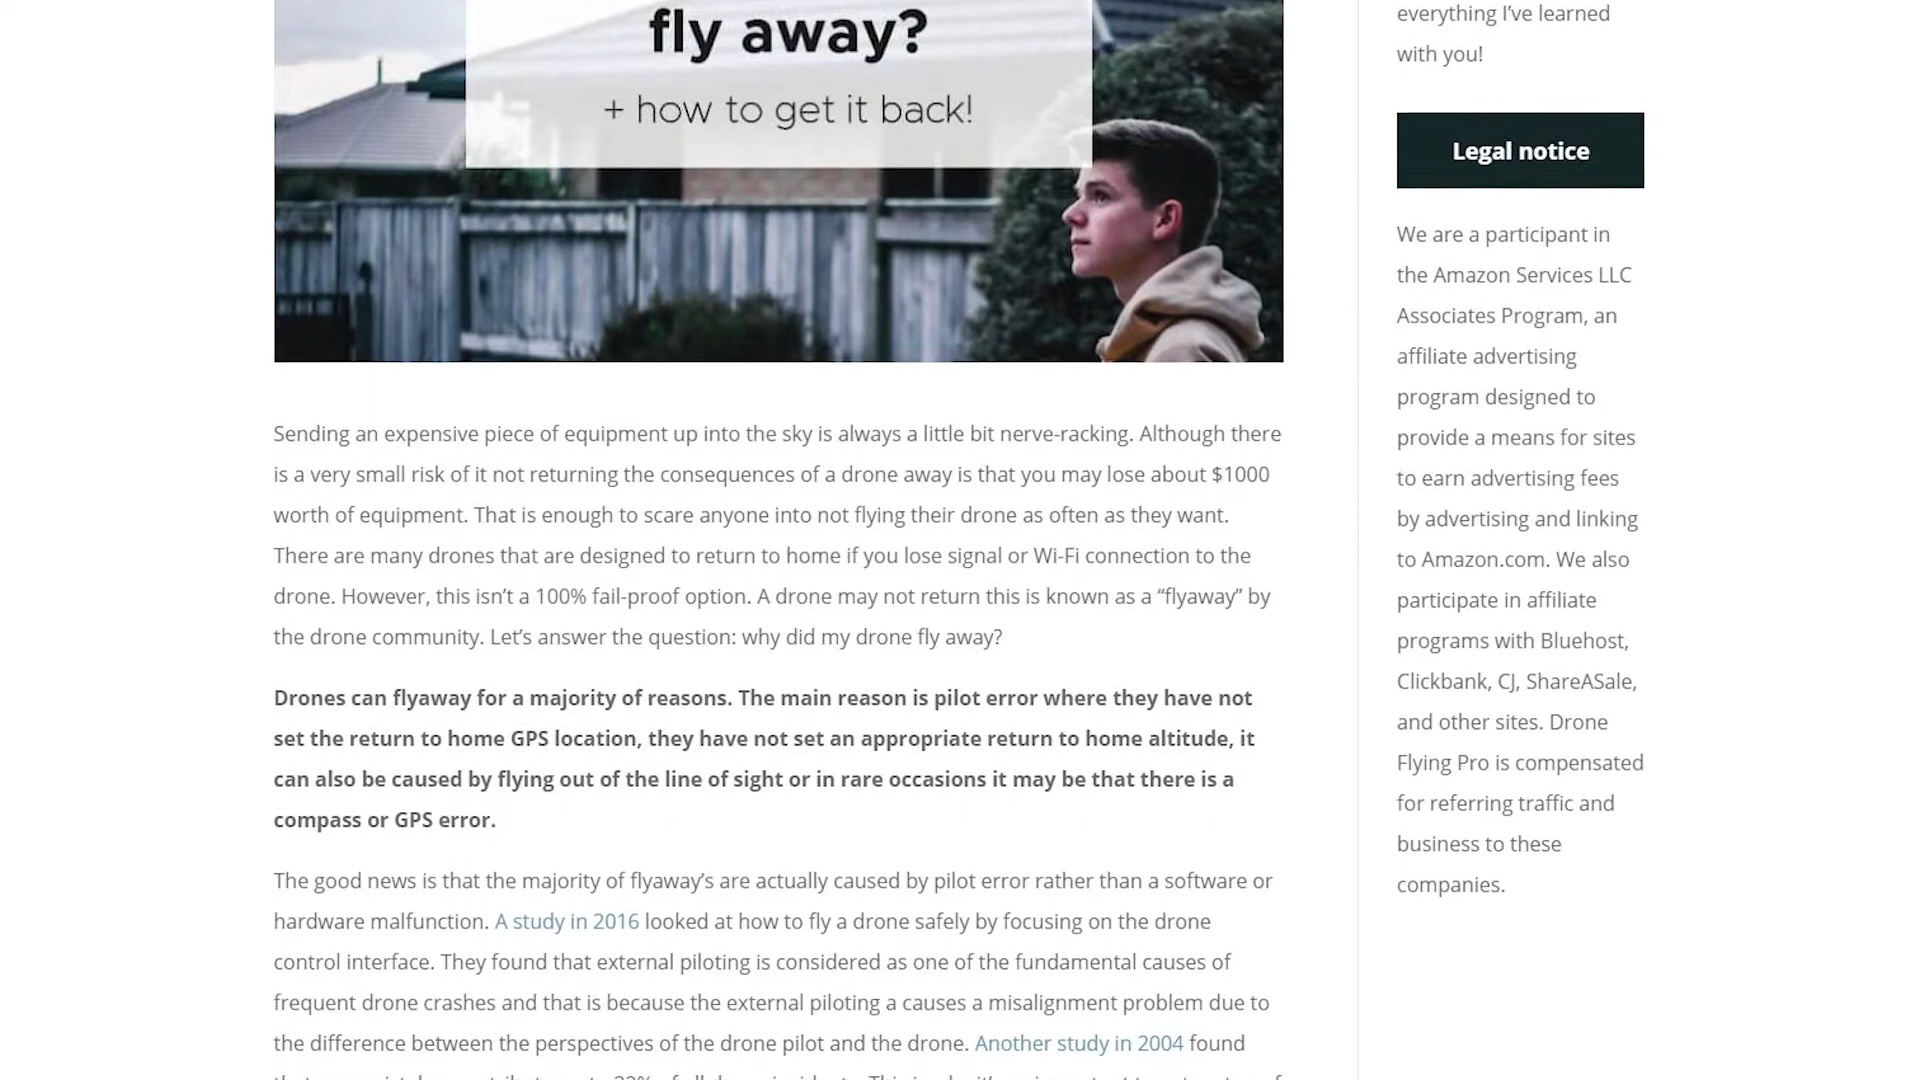 fly away?
+ how to get it back!
Sending an expensive piece of equipment up into the sky is always a little bit nerve-racking. Although there
is a very small risk of it not returning the consequences of a drone away is that you may lose about $1000
worth of equipment. That is enough to scare anyone into not flying their drone as often as they want.
There are many drones that are designed to return to home if you lose signal or Wi-Fi connection to the
drone. However, this isn’t a 100% fail-proof option. A drone may not return this is known as a “flyaway” by
the drone community. Let’s answer the question: why did my drone fly away?
Drones can flyaway for a majority of reasons. The main reason is pilot error where they have not
set the return to home GPS location, they have not set an appropriate return to home altitude, it
can also be caused by flying out of the line of sight or in rare occasions it may be that there is a
compass or GPS error.
The good news is that the majority of flyaway’s are actually caused by pilot error rather than a software or
hardware malfunction. A study in 2016 looked at how to fly a drone safely by focusing on the drone
control interface. They found that external piloting is considered as one of the fundamental causes of
frequent drone crashes and that is because the external piloting a causes a misalignment problem due to
the difference between the perspectives of the drone pilot and the drone. Another study in 2004 found
everything I’ve learned
with you!
Legal notice
We are a participant in
the Amazon Services LLC
Associates Program, an
affiliate advertising
program designed to
provide a means for sites
to earn advertising fees
by advertising and linking
to Amazon.com. We also
participate in affiliate
programs with Bluehost,
Clickbank, CJ, ShareASale,
and other sites. Drone
Flying Pro is compensated
for referring traffic and
business to these
companies.